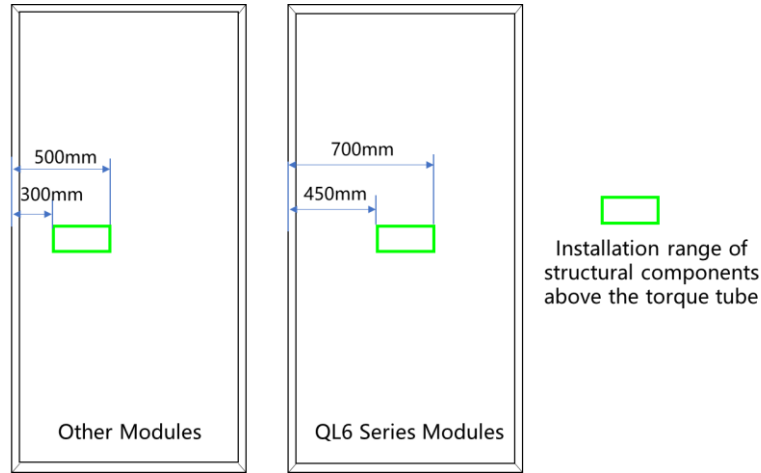 500mm
300mm
Other Modules
700mm
450mm
QL6 Series Modules
Installation range of
structural components
above the torque tube